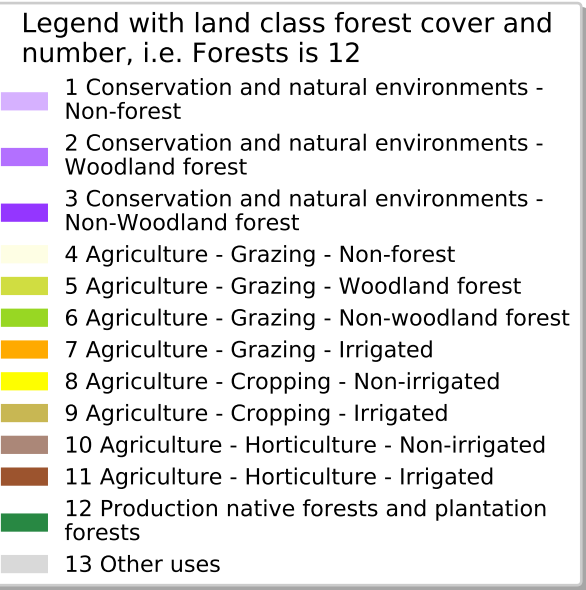 Legend with land class forest cover and
number, i.e. Forests is 12
1 Conservation and natural environments -
Non-forest
2 Conservation and natural environments -
Woodland forest
3 Conservation and natural environments -
Non-Woodland forest
4 Agriculture - Grazing - Non-forest
5 Agriculture - Grazing - Woodland forest
6 Agriculture - Grazing - Non-woodland forest
7 Agriculture - Grazing - Irrigated
8 Agriculture - Cropping - Non-irrigated
9 Agriculture - Cropping - Irrigated
10 Agriculture - Horticulture - Non-irrigated
11 Agriculture - Horticulture - Irrigated
12 Production native forests and plantation
forests
13 Other uses